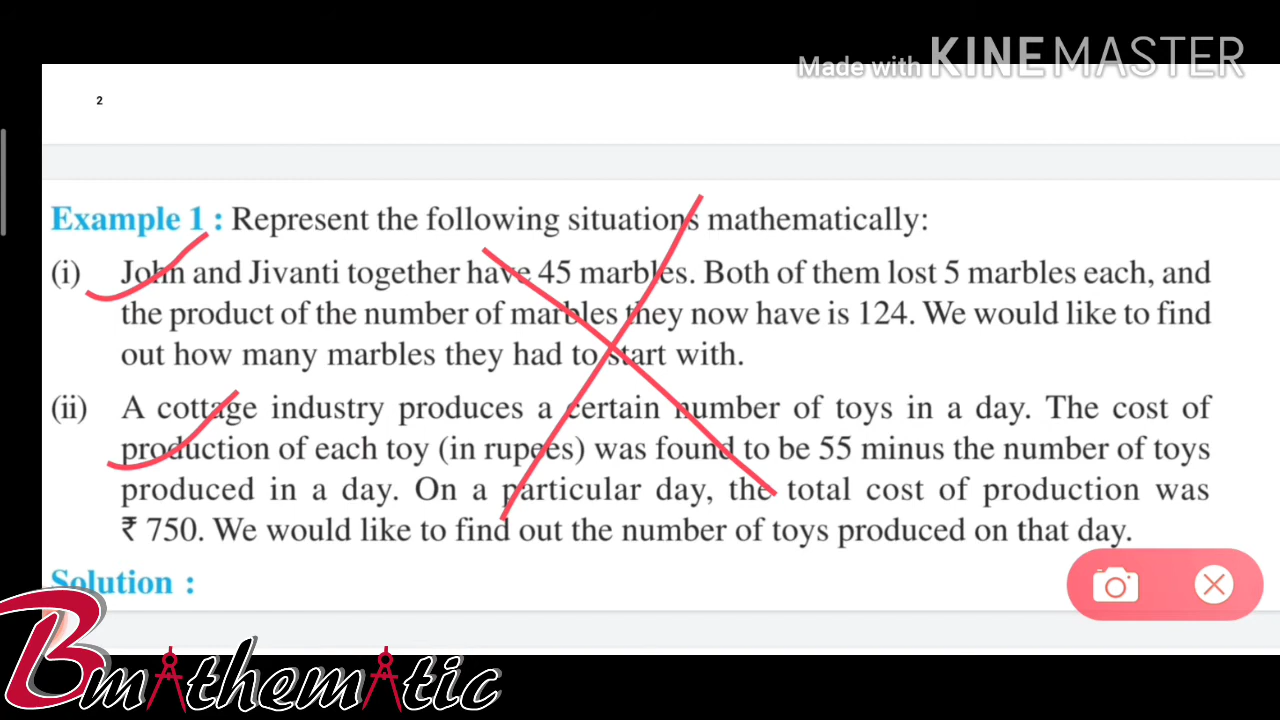 Made with KINEMASTER
2
Example 1 : Represent the following situations mathematically:
(i) John and Jivanti together have 45 marbles. Both of them lost 5 marbles each, and
the product of the number of marbles they now have is 124. We would like to find
out how many marbles they had to start with.
(ii) A cottage industry produces a certain number of toys in a day. The cost of
production of each toy (in rupees) was found to be 55 minus the number of toys
produced in a day. On a particular day, the total cost of production was
₹ 750. We would like to find out the number of toys produced on that day.
Solution :
Bmathematic